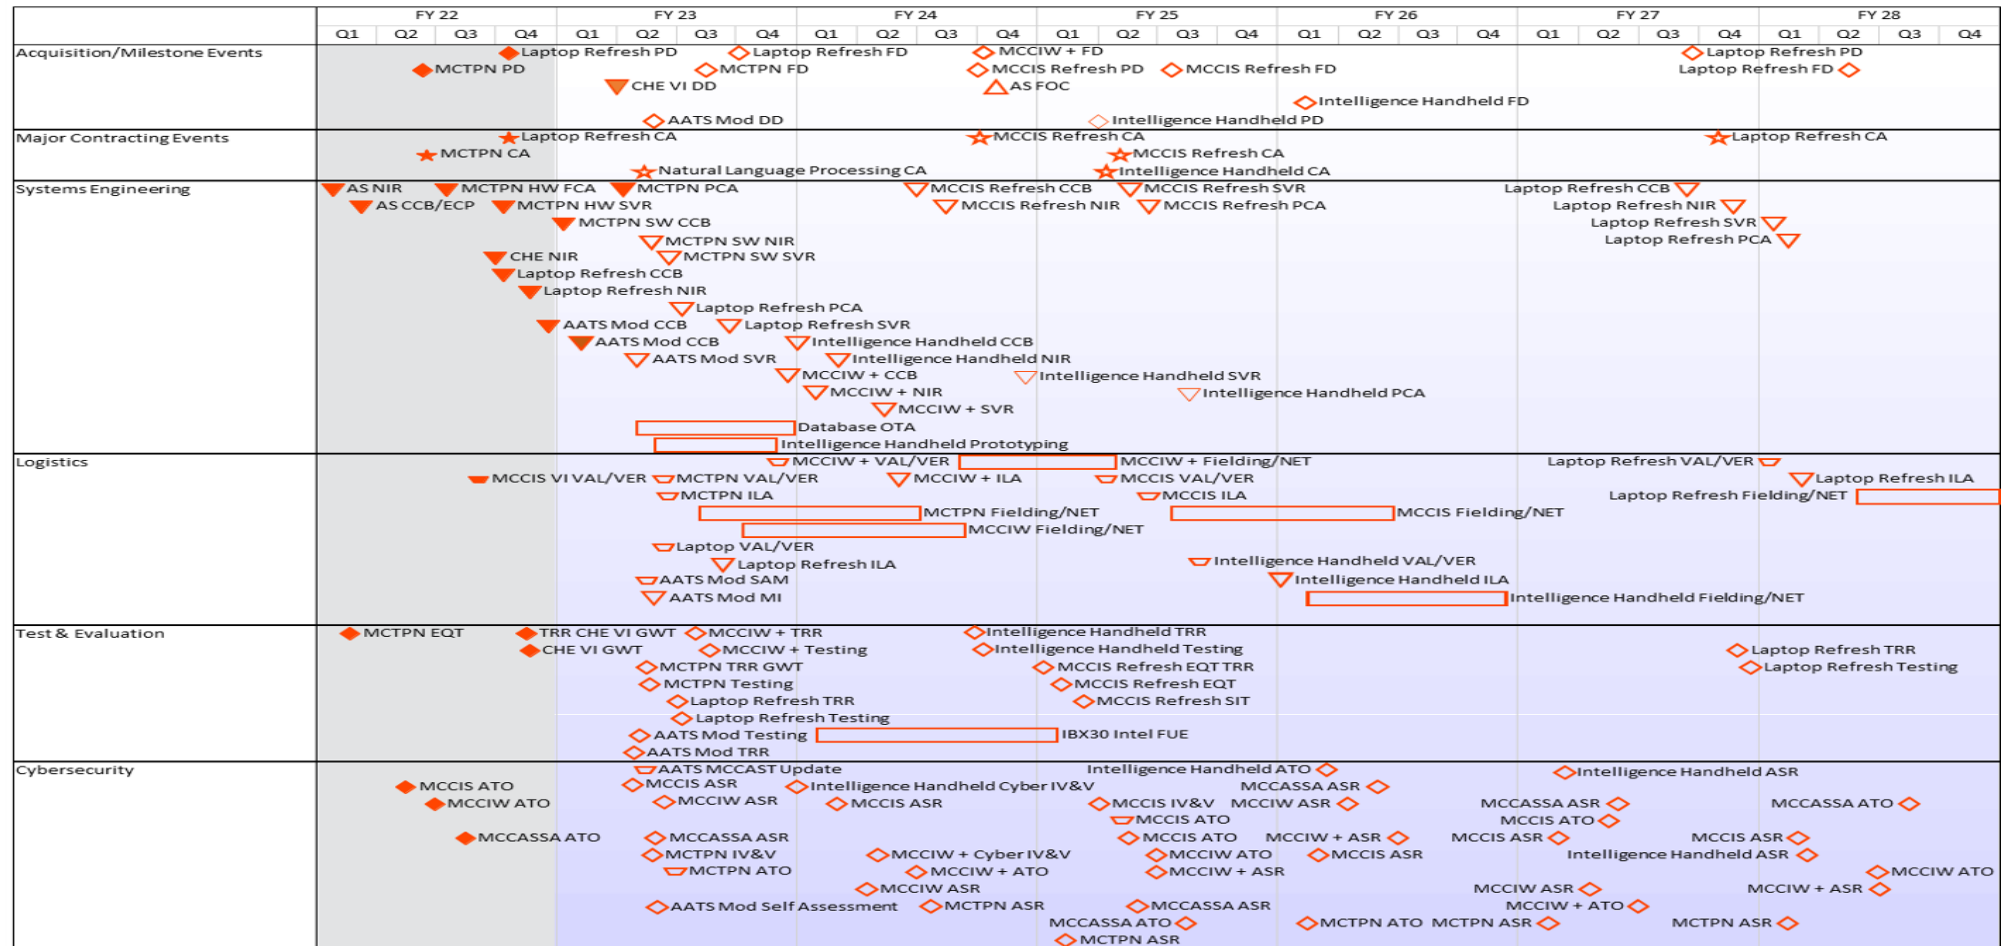 FY 22 FY 23 FY 24 FY 25 FY 26 FY 27 FY 28
Q1 Q2 Q3 Q4 Q1 Q2 Q3 Q4 Q1 Q2 Q3 Q4 Q1 Q2 Q3 Q4 Q1 Q2 Q3 Q4 Q1 Q2 Q3 Q4 Q1 Q2 Q3 Q4
Acquisition/Milestone Events Laptop Refresh PD Laptop Refresh FD MCCIW + FD Laptop Refresh PD
MCTPN PD MCTPN FD MCCIS Refresh PD MCCIS Refresh FD Laptop Refresh FD
CHE VI DD AS FOC
Intelligence Handheld FD
AATS Mod DD Intelligence Handheld PD
Major Contracting Events Laptop Refresh CA MCCIS Refresh CA Laptop Refresh CA
MCTPN CA MCCIS Refresh CA
Natural Language Processing CA Intelligence Handheld CA
Systems Engineering AS NIR MCTPN HW FCA MCTPN PCA MCCIS Refresh CCB MCCIS Refresh SVR Laptop Refresh CCB
AS CCB/ECP MCTPN HW SVR MCCIS Refresh NIR MCCIS Refresh PCA Laptop Refresh NIR
MCTPN SW CCB Laptop Refresh SVR
MCTPN SW NIR Laptop Refresh PCA
CHE NIR MCTPN SW SVR
Laptop Refresh CCB
Laptop Refresh NIR
Laptop Refresh PCA
AATS Mod CCB Laptop Refresh SVR
AATS Mod CCB Intelligence Handheld CCB
AATS Mod SVR Intelligence Handheld NIR
MCCIW + CCB Intelligence Handheld SVR
MCCIW + NIR Intelligence Handheld PCA
MCCIW + SVR
Database OTA
Intelligence Handheld Prototyping
Logistics MCCIW + VAL/VER MCCIW + Fielding/NET Laptop Refresh VAL/VER
MCCIS VI VAL/VER MCTPN VAL/VER MCCIW + ILA MCCIS VAL/VER Laptop Refresh ILA
MCTPN ILA MCCIS ILA Laptop Refresh Fielding/NET
MCTPN Fielding/NET MCCIS Fielding/NET
MCCIW Fielding/NET
Laptop VAL/VER
Laptop Refresh ILA Intelligence Handheld VAL/VER
AATS Mod SAM Intelligence Handheld ILA
AATS Mod MI Intelligence Handheld Fielding/NET
Test & Evaluation MCTPN EQT TRR CHE VI GWT MCCIW + TRR Intelligence Handheld TRR
CHE VI GWT MCCIW + Testing Intelligence Handheld Testing Laptop Refresh TRR
MCTPN TRR GWT MCCIS Refresh EQT TRR Laptop Refresh Testing
MCTPN Testing MCCIS Refresh EQT
Laptop Refresh TRR MCCIS Refresh SIT
Laptop Refresh Testing
AATS Mod Testing IBX30 Intel FUE
AATS Mod TRR
Cybersecurity AATS MCCAST Update Intelligence Handheld ATO Intelligence Handheld ASR
MCCIS ATO MCCIS ASR Intelligence Handheld Cyber IV&V MCCASSA ASR
MCCIW ATO MCCIW ASR MCCIS ASR MCCIS IV&V MCCIW ASR MCCASSA ASR MCCASSA ATO
MCCIS ATO MCCIS ATO
MCCASSA ATO MCCASSA ASR MCCIS ATO MCCIW + ASR MCCIS ASR MCCIS ASR
MCTPN IV&V MCCIW + Cyber IV&V MCCIW ATO MCCIS ASR Intelligence Handheld ASR
MCTPN ATO MCCIW + ATO MCCIW + ASR MCCIW ATO
MCCIW ASR MCCIW ASR MCCIW + ASR
AATS Mod Self Assessment MCTPN ASR MCCASSA ASR MCCIW + ATO
MCCASSA ATO MCTPN ATO MCTPN ASR MCTPN ASR
MCTPN ASR